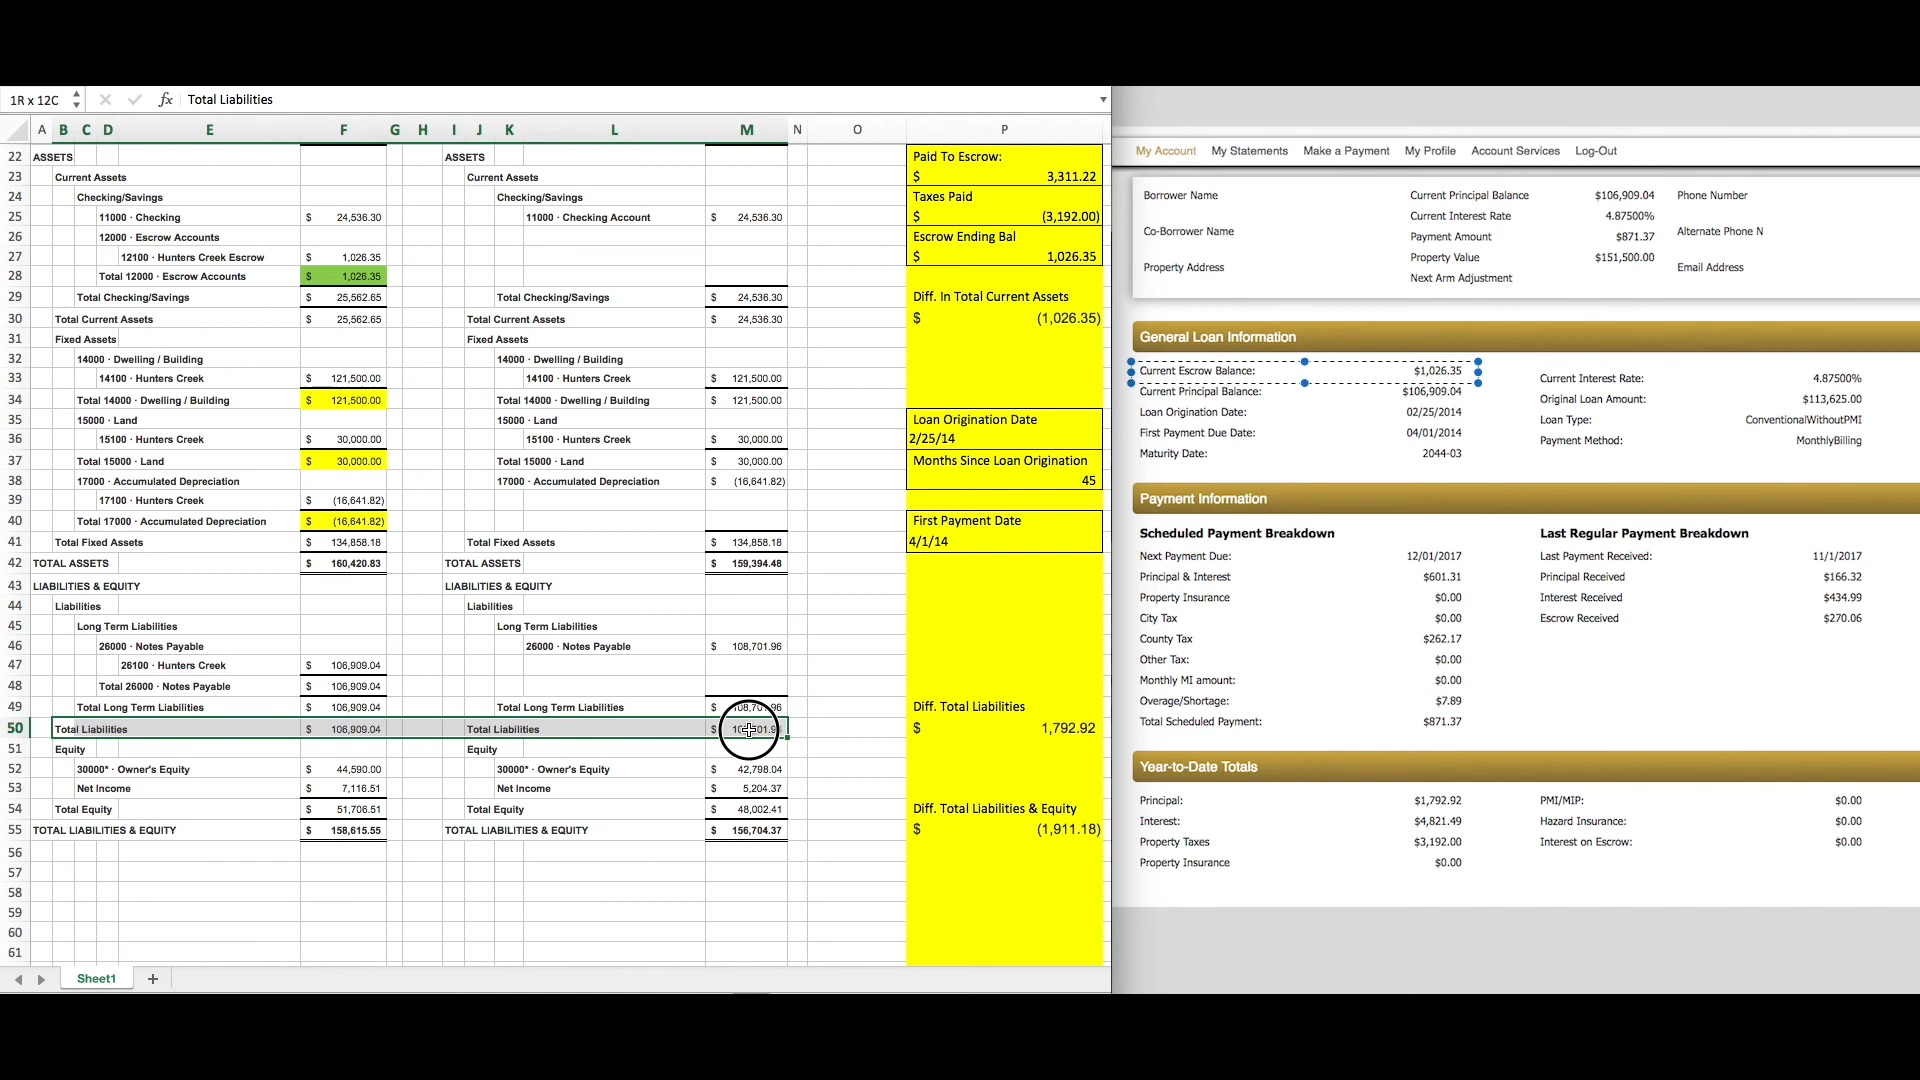 1R x 12C fx Total Liabilities
A B C D E F G H I J K L M N O P
22 ASSETS ASSETS Paid To Escrow:
23 Current Assets Current Assets $ 3,311.22
24 Checking/Savings Checking/Savings Taxes Paid
25 11000 · Checking $ 24,536.30 11000 · Checking Account $ 24,536.30 $ (3,192.00)
26 12000 · Escrow Accounts Escrow Ending Bal
27 12100 · Hunters Creek Escrow $ 1,026.35 $ 1,026.35
28 Total 12000 · Escrow Accounts $ 1,026.35
29 Total Checking/Savings $ 25,562.65 Total Checking/Savings $ 24,536.30 Diff. In Total Current Assets
30 Total Current Assets $ 25,562.65 Total Current Assets $ 24,536.30 $ (1,026.35)
31 Fixed Assets Fixed Assets
32 14000 · Dwelling / Building 14000 · Dwelling / Building
33 14100 · Hunters Creek $ 121,500.00 14100 · Hunters Creek $ 121,500.00
34 Total 14000 · Dwelling / Building $ 121,500.00 Total 14000 · Dwelling / Building $ 121,500.00
35 15000 · Land 15000 · Land Loan Origination Date
36 15100 · Hunters Creek $ 30,000.00 15100 · Hunters Creek $ 30,000.00 2/25/14
37 Total 15000 · Land $ 30,000.00 Total 15000 · Land $ 30,000.00 Months Since Loan Origination
38 17000 · Accumulated Depreciation 17000 · Accumulated Depreciation $ (16,641.82) 45
39 17100 · Hunters Creek $ (16,641.82)
40 Total 17000 · Accumulated Depreciation $ (16,641.82) First Payment Date
41 Total Fixed Assets $ 134,858.18 Total Fixed Assets $ 134,858.18 4/1/14
42 TOTAL ASSETS $ 160,420.83 TOTAL ASSETS $ 159,394.48
43 LIABILITIES & EQUITY LIABILITIES & EQUITY
44 Liabilities Liabilities
45 Long Term Liabilities Long Term Liabilities
46 26000 · Notes Payable 26000 · Notes Payable $ 108,701.96
47 26100 · Hunters Creek $ 106,909.04
48 Total 26000 · Notes Payable $ 106,909.04
49 Total Long Term Liabilities $ 106,909.04 Total Long Term Liabilities $ 108,701.96 Diff. Total Liabilities
50 Total Liabilities $ 106,909.04 Total Liabilities $ $ 1,792.92
51 Equity Equity
52 30000* · Owner's Equity $ 44,590.00 30000* · Owner's Equity $ 42,798.04
53 Net Income $ 7,116.51 Net Income $ 5,204.37
54 Total Equity $ 51,706.51 Total Equity $ 48,002.41 Diff. Total Liabilities & Equity
55 TOTAL LIABILITIES & EQUITY $ 158,615.55 TOTAL LIABILITIES & EQUITY $ 156,704.37 $ (1,911.18)
56
57
58
59
60
61
Sheet1 +
My Account My Statements Make a Payment My Profile Account Services Log-Out
Borrower Name Current Principal Balance $106,909.04 Phone Number
Current Interest Rate 4.87500%
Co-Borrower Name Payment Amount $871.37 Alternate Phone N
Property Value $151,500.00
Property Address Next Arm Adjustment Email Address
General Loan Information
Current Escrow Balance: $1,026.35 Current Interest Rate: 4.87500%
Current Principal Balance: $106,909.04 Original Loan Amount: $113,625.00
Loan Origination Date: 02/25/2014 Loan Type: ConventionalWithoutPMI
First Payment Due Date: 04/01/2014 Payment Method: MonthlyBilling
Maturity Date: 2044-03
Payment Information
Scheduled Payment Breakdown Last Regular Payment Breakdown
Next Payment Due: 12/01/2017 Last Payment Received: 11/1/2017
Principal & Interest $601.31 Principal Received $166.32
Property Insurance $0.00 Interest Received $434.99
City Tax $0.00 Escrow Received $270.06
County Tax $262.17
Other Tax: $0.00
Monthly MI amount: $0.00
Overage/Shortage: $7.89
Total Scheduled Payment: $871.37
Year-to-Date Totals
Principal: $1,792.92 PMI/MIP: $0.00
Interest: $4,821.49 Hazard Insurance: $0.00
Property Taxes $3,192.00 Interest on Escrow: $0.00
Property Insurance $0.00